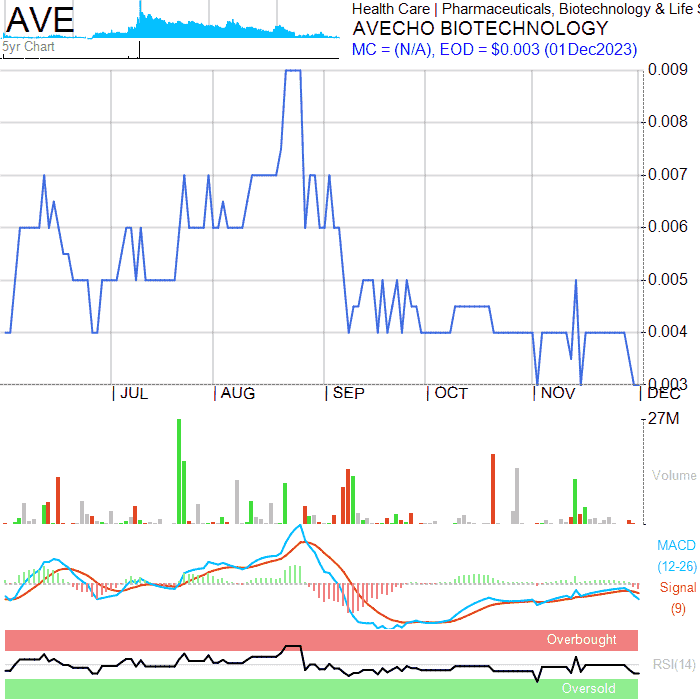 AVE
5yr Chart
Health Care | Pharmaceuticals, Biotechnology & Life S
AVECHO BIOTECHNOLOGY
MC = (N/A), EOD = $0.003 (01Dec2023)
0.009
0.008
0.007
0.006
0.005
0.004
0.003
JUL
AUG
SEP
OCT
NOV
DEC
27M
Volume
MACD
(12-26)
Signal
(9)
Overbought
RSI(14)
Oversold